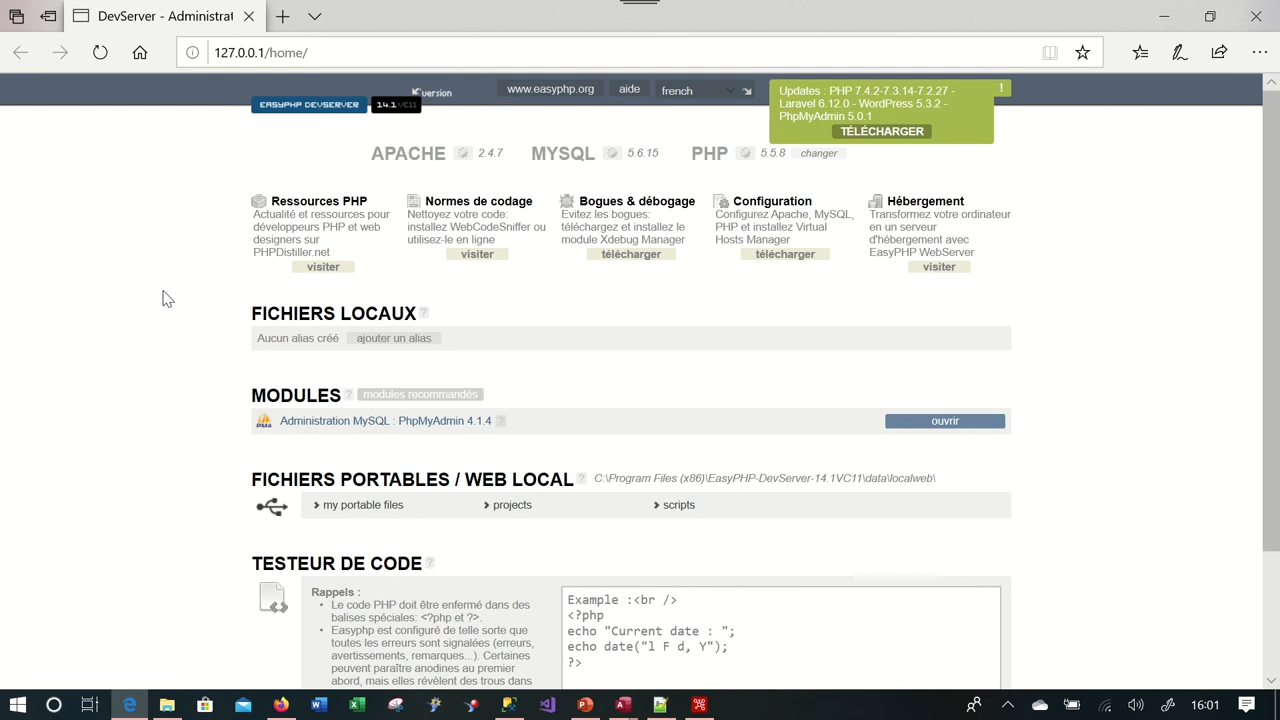 DevServer - Administrat
127.0.0.1/home/
version
www.easyphp.org
aide
french
EASYPHP DEVSERVER
14.1 VC11
Updates : PHP 7.4.2-7.3.14-7.2.27 -
Laravel 6.12.0 - WordPress 5.3.2 -
PhpMyAdmin 5.0.1
TÉLÉCHARGER
!
APACHE 2.4.7
MYSQL 5.6.15
PHP 5.5.8 changer
Ressources PHP
Actualité et ressources pour
développeurs PHP et web
designers sur
PHPDistiller.net
visiter
Normes de codage
Nettoyez votre code:
installez WebCodeSniffer ou
utilisez-le en ligne
visiter
Bogues & débogage
Evitez les bogues:
téléchargez et installez le
module Xdebug Manager
télécharger
Configuration
Configurez Apache, MySQL,
PHP et installez Virtual
Hosts Manager
télécharger
Hébergement
Transformez votre ordinateur
en un serveur
d'hébergement avec
EasyPHP WebServer
visiter
FICHIERS LOCAUX ?
Aucun alias créé ajouter un alias
MODULES ? modules recommandés
Administration MySQL : PhpMyAdmin 4.1.4 ?
ouvrir
FICHIERS PORTABLES / WEB LOCAL ? C:\Program Files (x86)\EasyPHP-DevServer-14.1VC11\data\localweb\
my portable files
projects
scripts
TESTEUR DE CODE ?
Rappels :
• Le code PHP doit être enfermé dans des
balises spéciales: <?php et ?>.
• Easyphp est configuré de telle sorte que
toutes les erreurs sont signalées (erreurs,
avertissements, remarques...). Certaines
peuvent paraître anodines au premier
abord, mais elles révèlent des trous dans
Example :<br />
<?php
echo "Current date : ";
echo date("l F d, Y");
?>
16:01